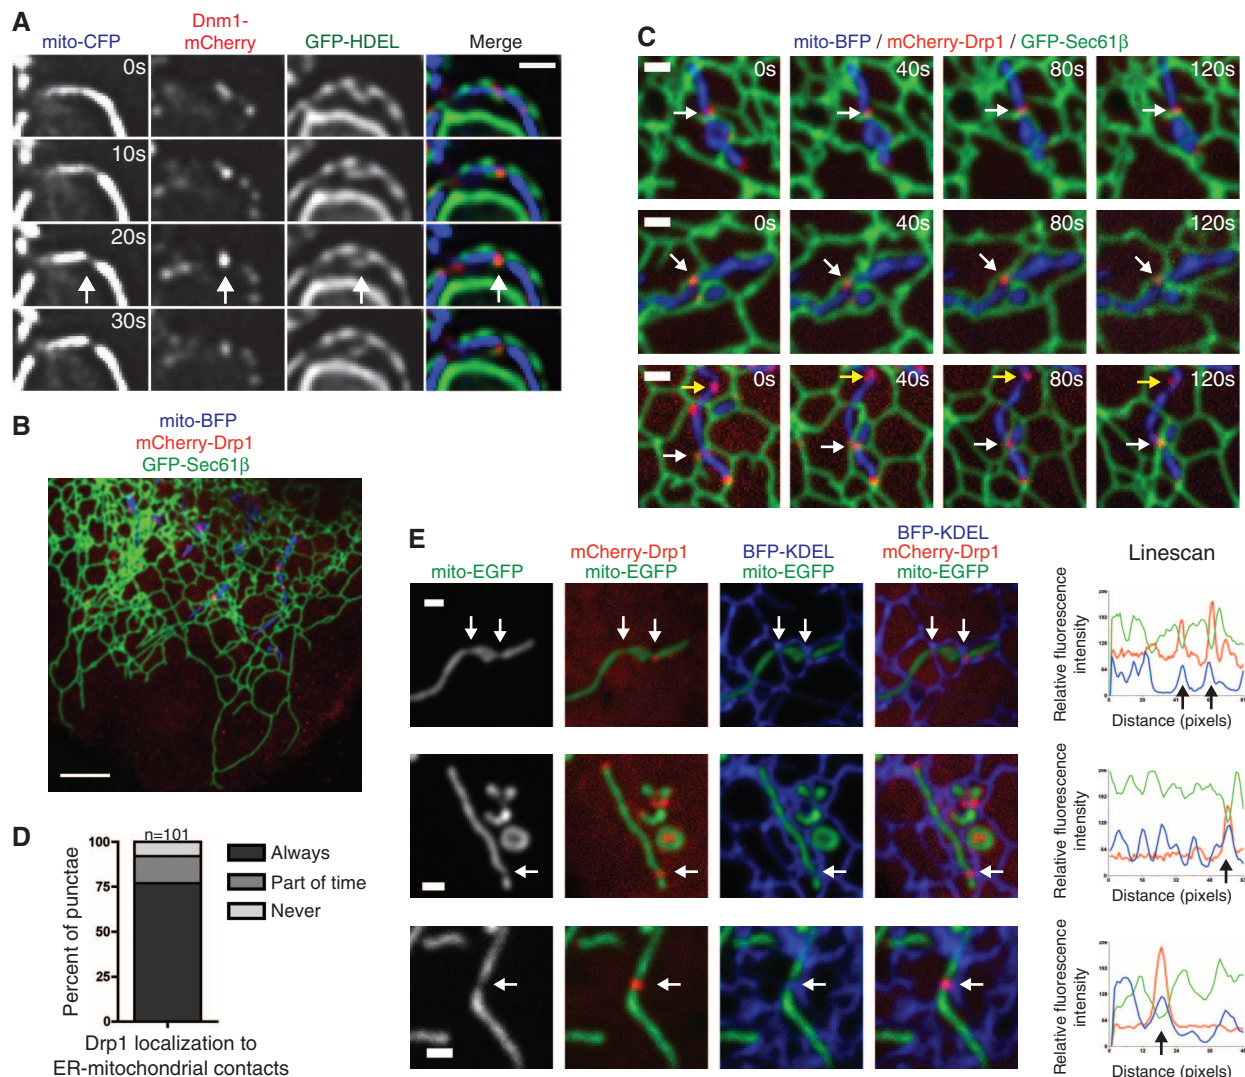 A
mito-CFP
Dnm1-
mCherry
GFP-HDEL
Merge
0s
10s
20s
30s
B
mito-BFP
mCherry-Drp1
GFP-Sec61β
C
mito-BFP / mCherry-Drp1 / GFP-Sec61β
0s 40s 80s 120s
0s 40s 80s 120s
0s 40s 80s 120s
D
n=101
100
75
50
25
0
Percent of punctae
Always
Part of time
Never
Drp1 localization to
ER-mitochondrial contacts
E
mito-EGFP
mCherry-Drp1
mito-EGFP
BFP-KDEL
mito-EGFP
BFP-KDEL
mCherry-Drp1
mito-EGFP
Linescan
Relative fluorescence
intensity
Distance (pixels)
Relative fluorescence
intensity
Distance (pixels)
Relative fluorescence
intensity
Distance (pixels)